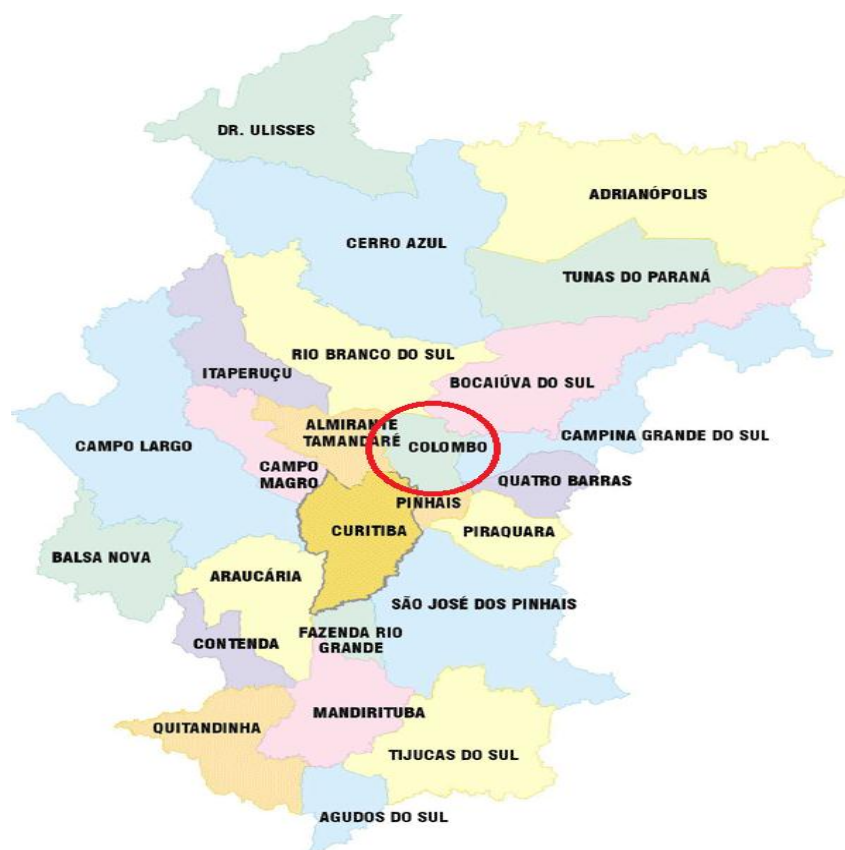 DR. ULISSES
ADRIANÓPOLIS
CERRO AZUL
TUNAS DO PARANÁ
RIO BRANCO DO SUL
ITAPERUÇU
BOCAIÚVA DO SUL
ALMIRANTE
TAMANDARÉ
COLOMBO
CAMPINA GRANDE DO SUL
CAMPO LARGO
CAMPO
MAGRO
QUATRO BARRAS
PINHAIS
CURITIBA
PIRAQUARA
BALSA NOVA
ARAUCÁRIA
SÃO JOSÉ DOS PINHAIS
CONTENDA
FAZENDA RIO
GRANDE
MANDIRITUBA
QUITANDINHA
TIJUCAS DO SUL
AGUDOS DO SUL